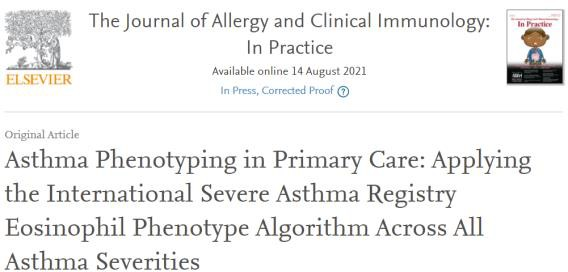 The Journal of Allergy and Clinical Immunology:
In Practice
Available online 14 August 2021
In Press, Corrected Proof ?
ELSEVIER
Original Article
Asthma Phenotyping in Primary Care: Applying
the International Severe Asthma Registry
Eosinophil Phenotype Algorithm Across All
Asthma Severities